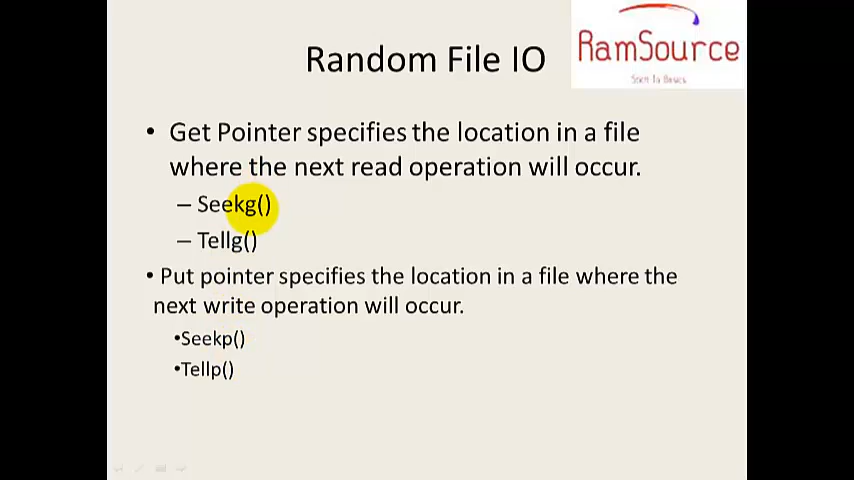 Random File IO
RamSource
• Get Pointer specifies the location in a file
where the next read operation will occur.
– Seekg()
– Tellg()
• Put pointer specifies the location in a file where the
next write operation will occur.
•Seekp()
•Tellp()